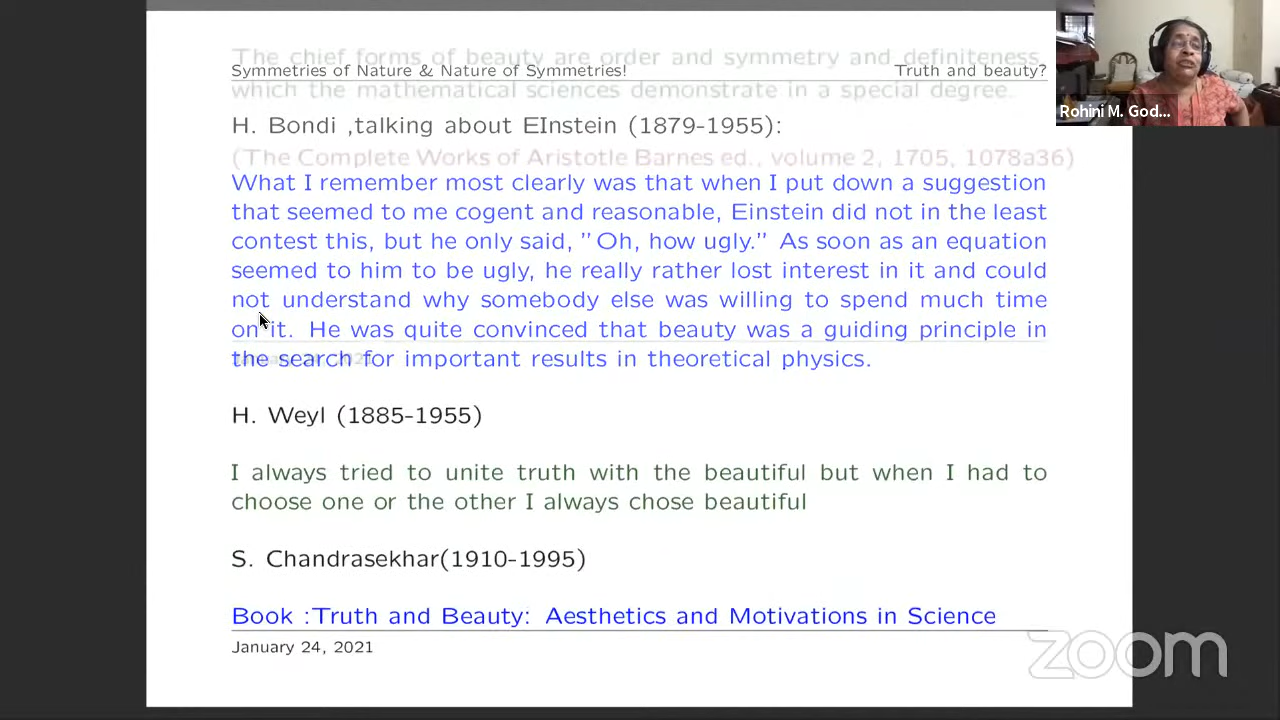 The chief forms of beauty are order and symmetry and definiteness,
Symmetries of Nature & Nature of Symmetries! Truth and beauty?
which the mathematical sciences demonstrate in a special degree.
Rohini M. God...
H. Bondi ,talking about EInstein (1879-1955):
(The Complete Works of Aristotle Barnes ed., volume 2, 1705, 1078a36)
What I remember most clearly was that when I put down a suggestion
that seemed to me cogent and reasonable, Einstein did not in the least
contest this, but he only said, "Oh, how ugly." As soon as an equation
seemed to him to be ugly, he really rather lost interest in it and could
not understand why somebody else was willing to spend much time
on it. He was quite convinced that beauty was a guiding principle in
the search for important results in theoretical physics.
H. Weyl (1885-1955)
I always tried to unite truth with the beautiful but when I had to
choose one or the other I always chose beautiful
S. Chandrasekhar(1910-1995)
Book :Truth and Beauty: Aesthetics and Motivations in Science
January 24, 2021
zoom